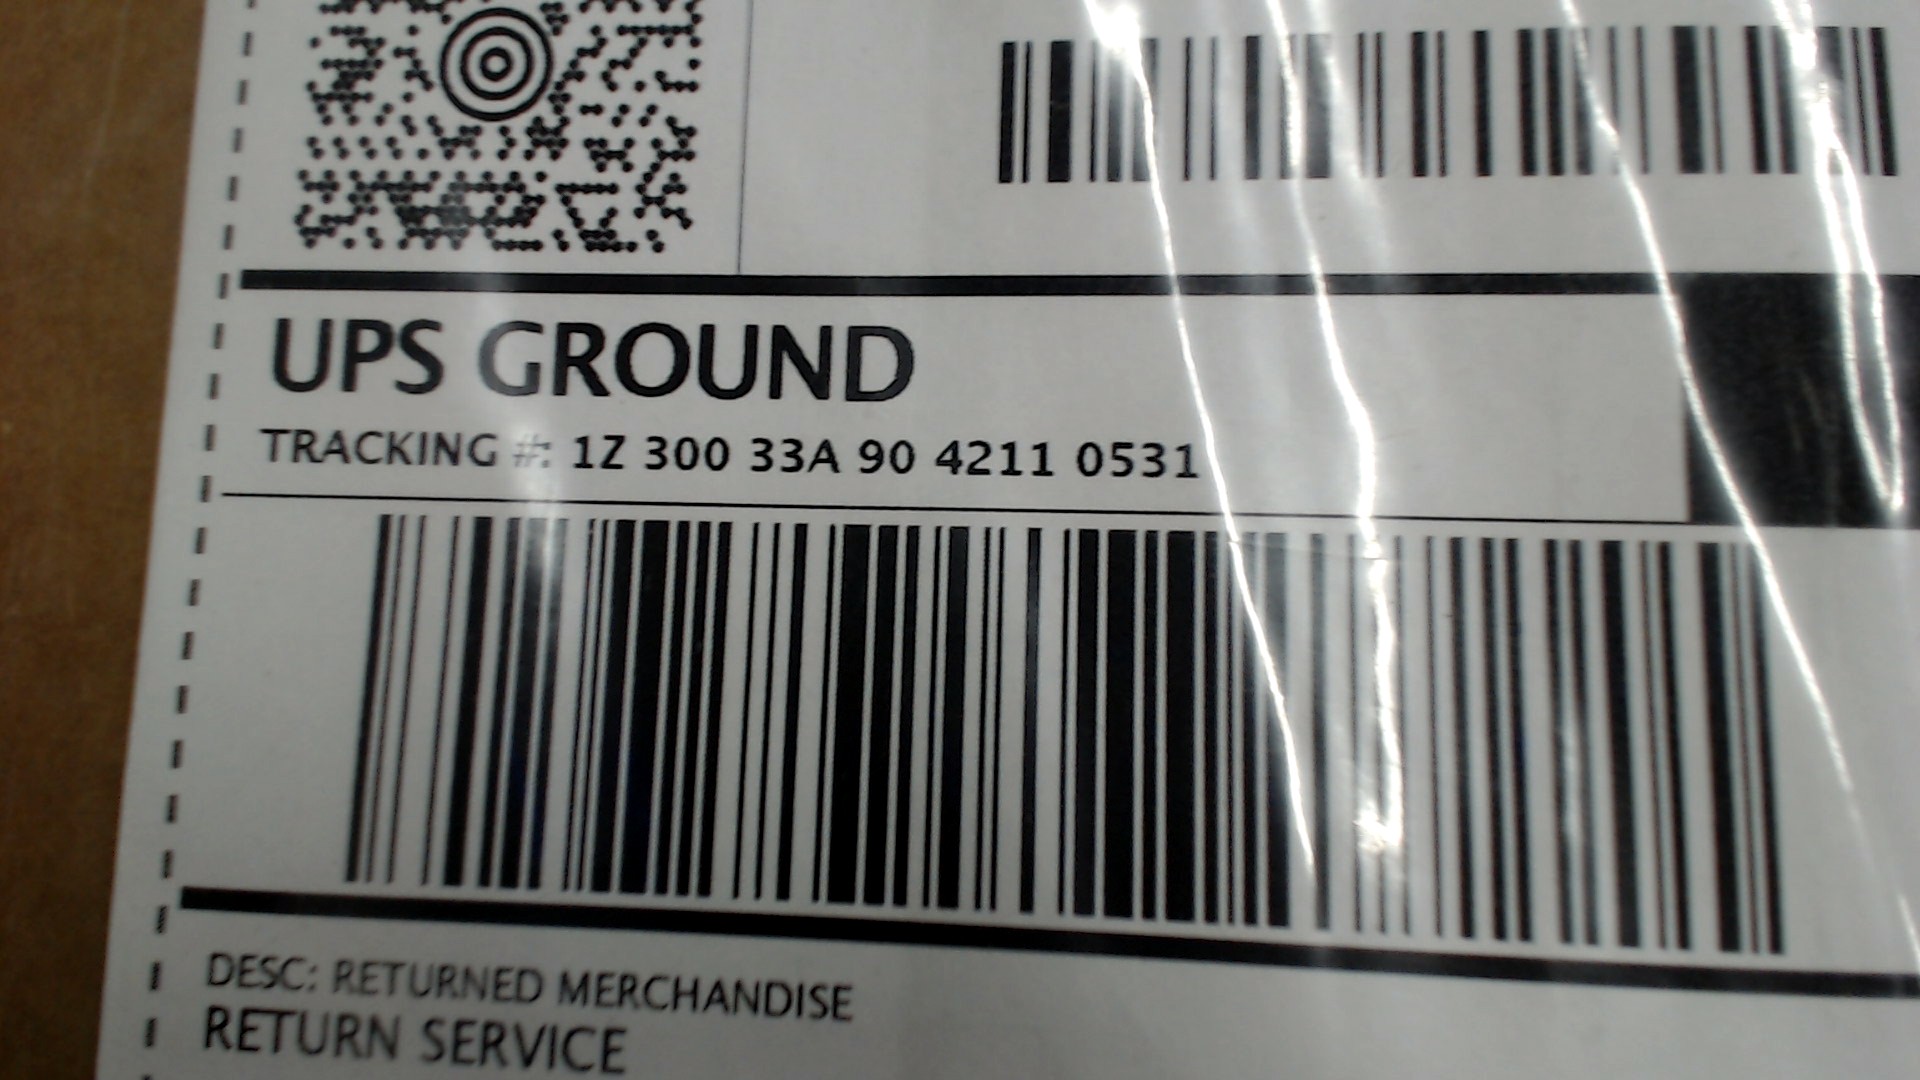 UPS GROUND
TRACKING #: 1Z 300 33A 90 4211 0531
DESC: RETURNED MERCHANDISE
RETURN SERVICE